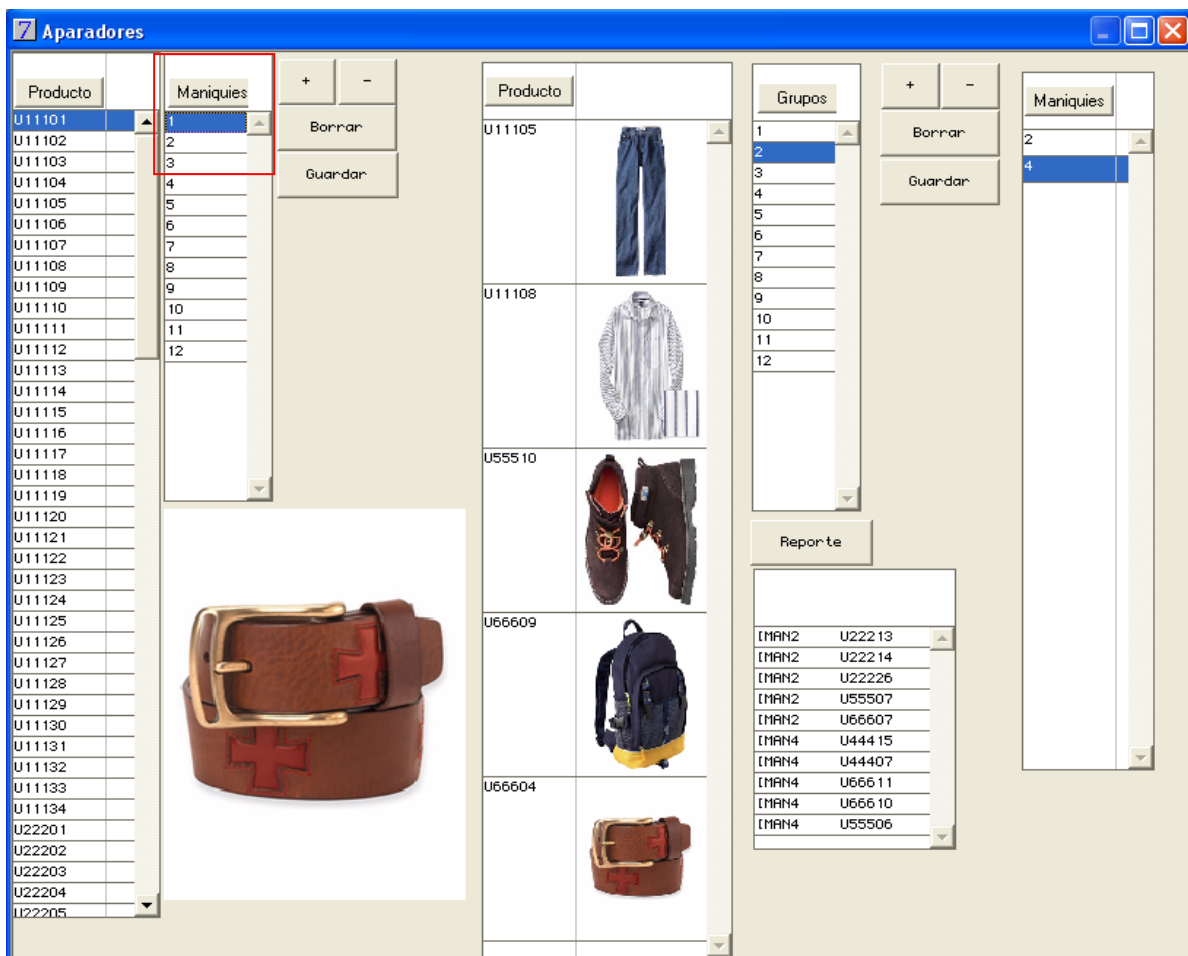 7 Aparadores
Producto
U11101
U11102
U11103
U11104
U11105
U11106
U11107
U11108
U11109
U11110
U11111
U11112
U11113
U11114
U11115
U11116
U11117
U11118
U11119
U11120
U11121
U11122
U11123
U11124
U11125
U11126
U11127
U11128
U11129
U11130
U11131
U11132
U11133
U11134
U22201
U22202
U22203
U22204
U22205
Maniquies
1
2
3
4
5
6
7
8
9
10
11
12
+ -
Borrar
Guardar
Producto
U11105
U11108
U55510
U66609
U66604
Grupos
1
2
3
4
5
6
7
8
9
10
11
12
+ -
Borrar
Guardar
Reporte
[MAN2 U22213
[MAN2 U22214
[MAN2 U22226
[MAN2 U55507
[MAN2 U66607
[MAN4 U44415
[MAN4 U44407
[MAN4 U66611
[MAN4 U66610
[MAN4 U55506
Maniquies
2
4